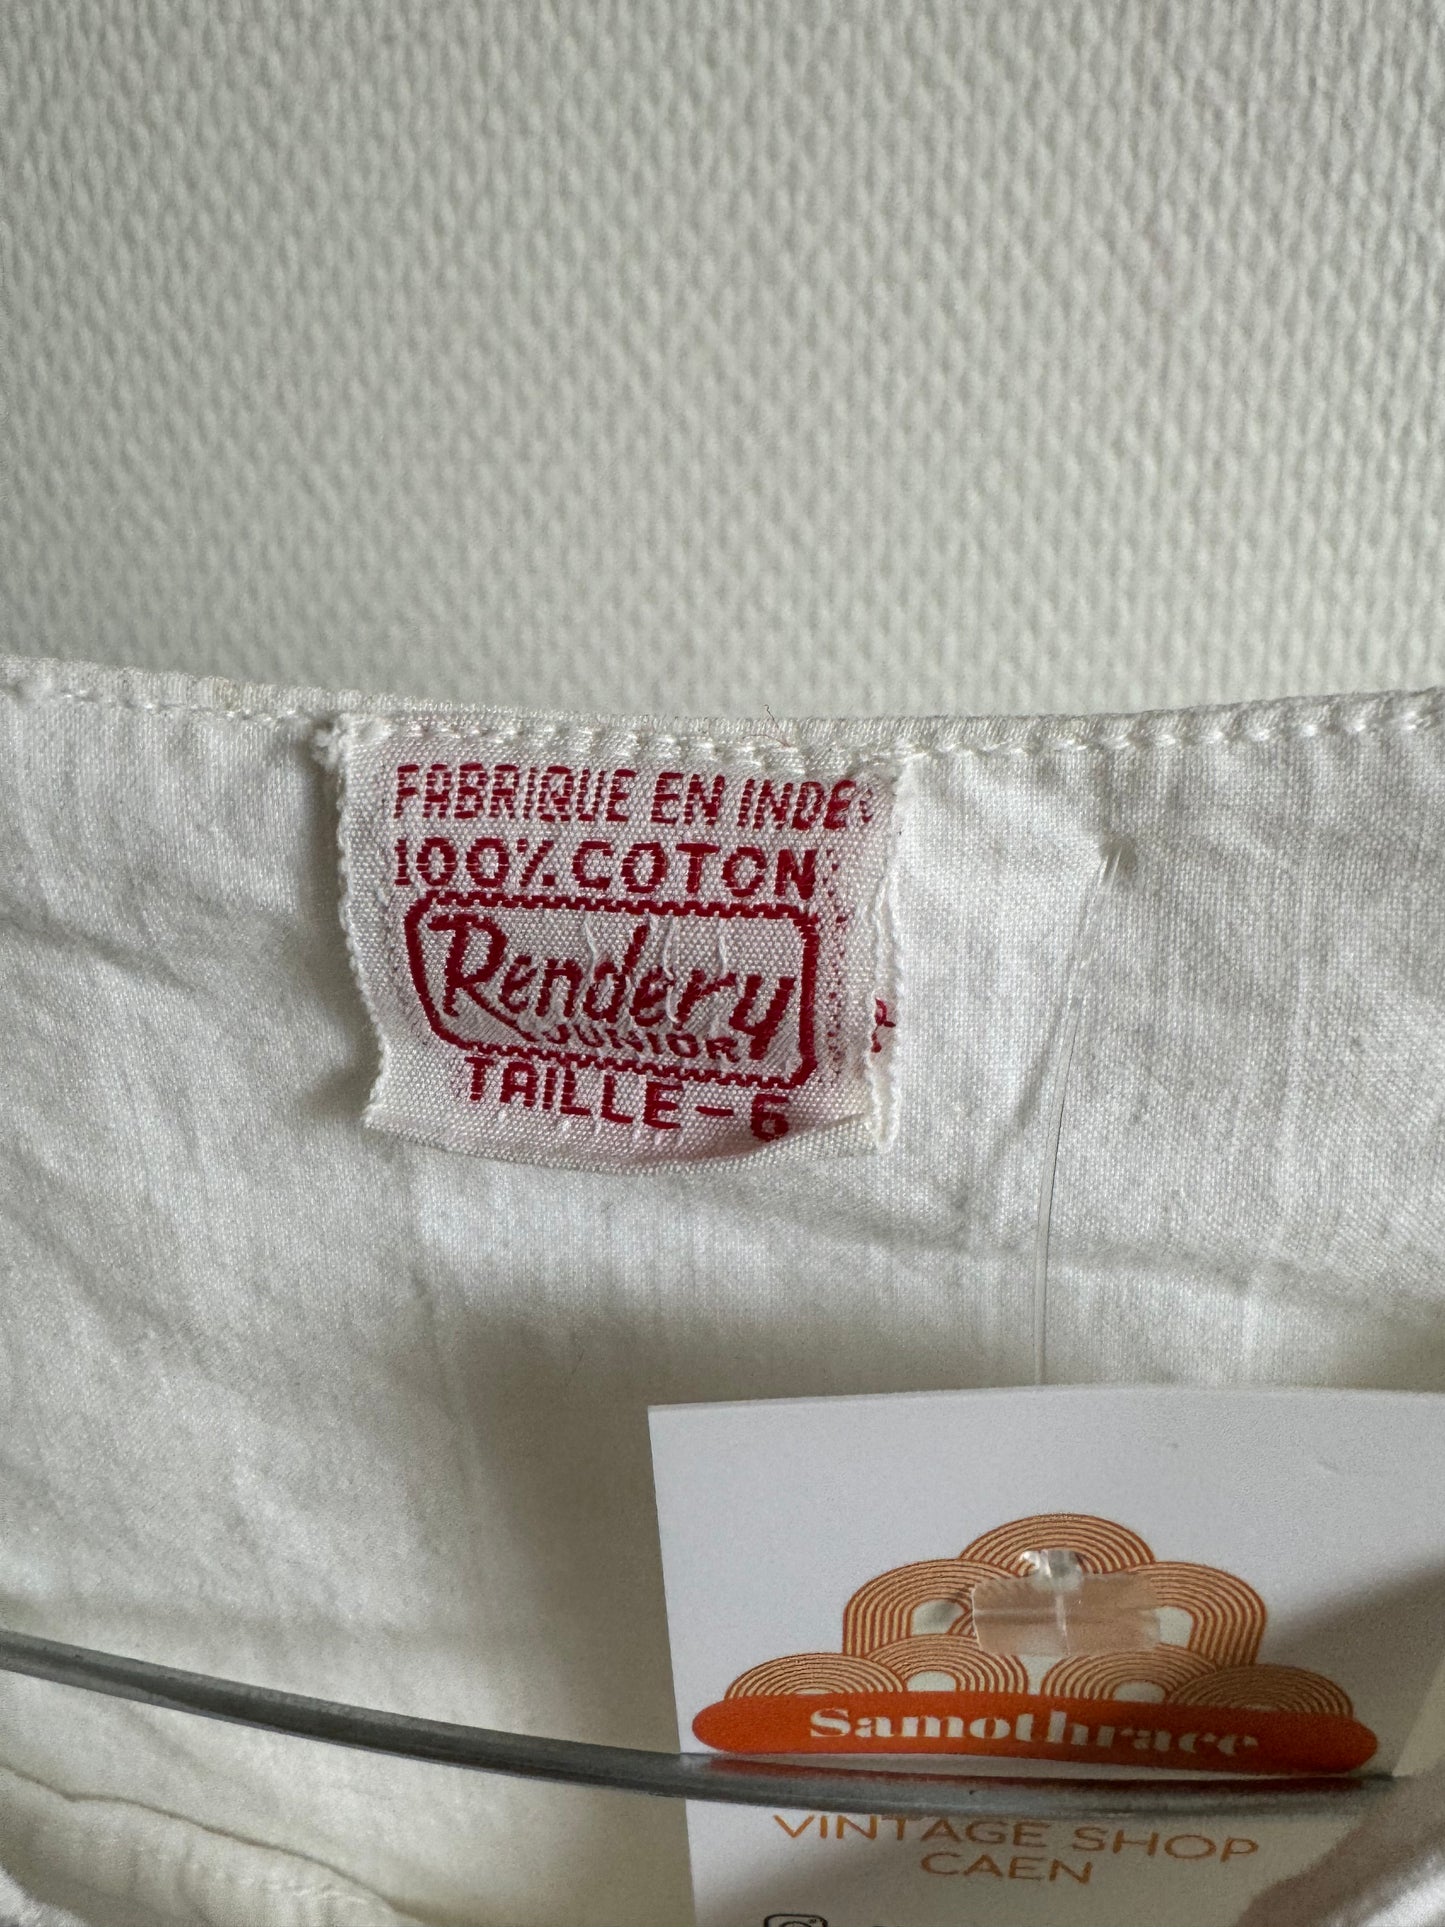 FABRIQUE EN INDE
100% COTON
Rendery
JUNIOR
TAILLE - 6
Samothrace
VINTAGE SHOP
CAEN